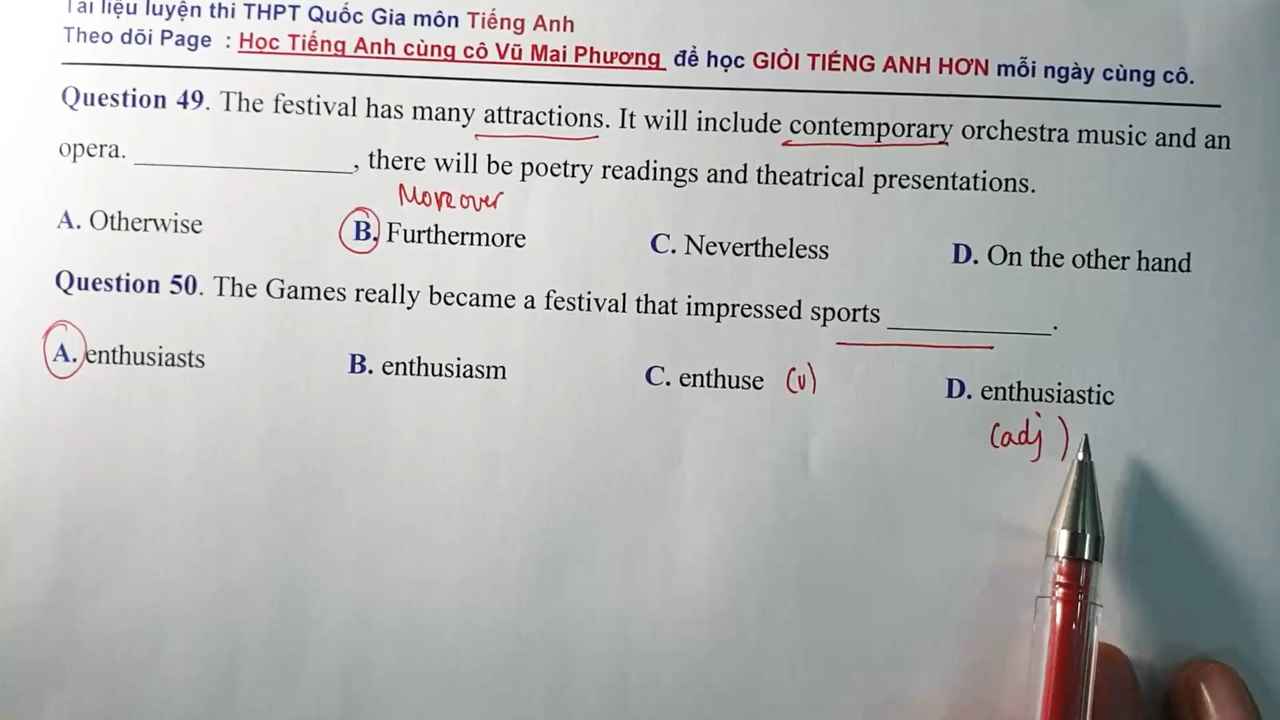 Tài liệu luyện thi THPT Quốc Gia môn Tiếng Anh
Theo dõi Page : Học Tiếng Anh cùng cô Vũ Mai Phương để học GIỎI TIẾNG ANH HƠN mỗi ngày cùng cô.
Question 49. The festival has many attractions. It will include contemporary orchestra music and an
opera. _______________, there will be poetry readings and theatrical presentations.
Moreover
A. Otherwise B. Furthermore C. Nevertheless D. On the other hand
Question 50. The Games really became a festival that impressed sports ___________.
A. enthusiasts B. enthusiasm C. enthuse (v) D. enthusiastic
(adj)